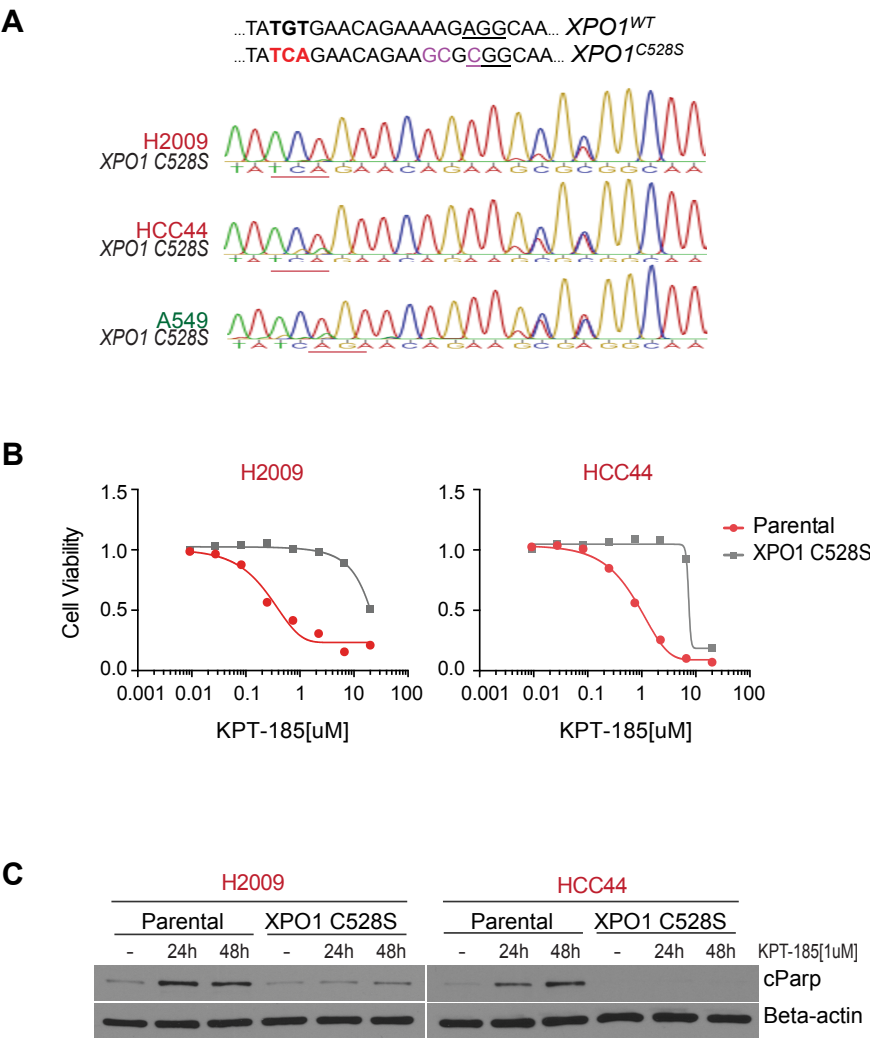 A
...TATGTGAACAGAAAAGAGGCAA... XPO1WT
...TATCAGAACAGAAGCGCGGCAA... XPO1C528S
H2009
XPO1 C528S
TATCAGAACAGAAGCGCGGCAA
HCC44
XPO1 C528S
TATCAGAACAGAAGCGCGGCAA
A549
XPO1 C528S
TATCAGAACAGAAGCGAGGCAA
B
H2009
HCC44
1.5
1.0
0.5
0.0
Cell Viability
0.001 0.01 0.1 1 10 100
KPT-185[uM]
1.5
1.0
0.5
0.0
0.001 0.01 0.1 1 10 100
KPT-185[uM]
Parental
XPO1 C528S
C
H2009
HCC44
Parental XPO1 C528S Parental XPO1 C528S
- 24h 48h - 24h 48h - 24h 48h - 24h 48h KPT-185[1uM]
cParp
Beta-actin